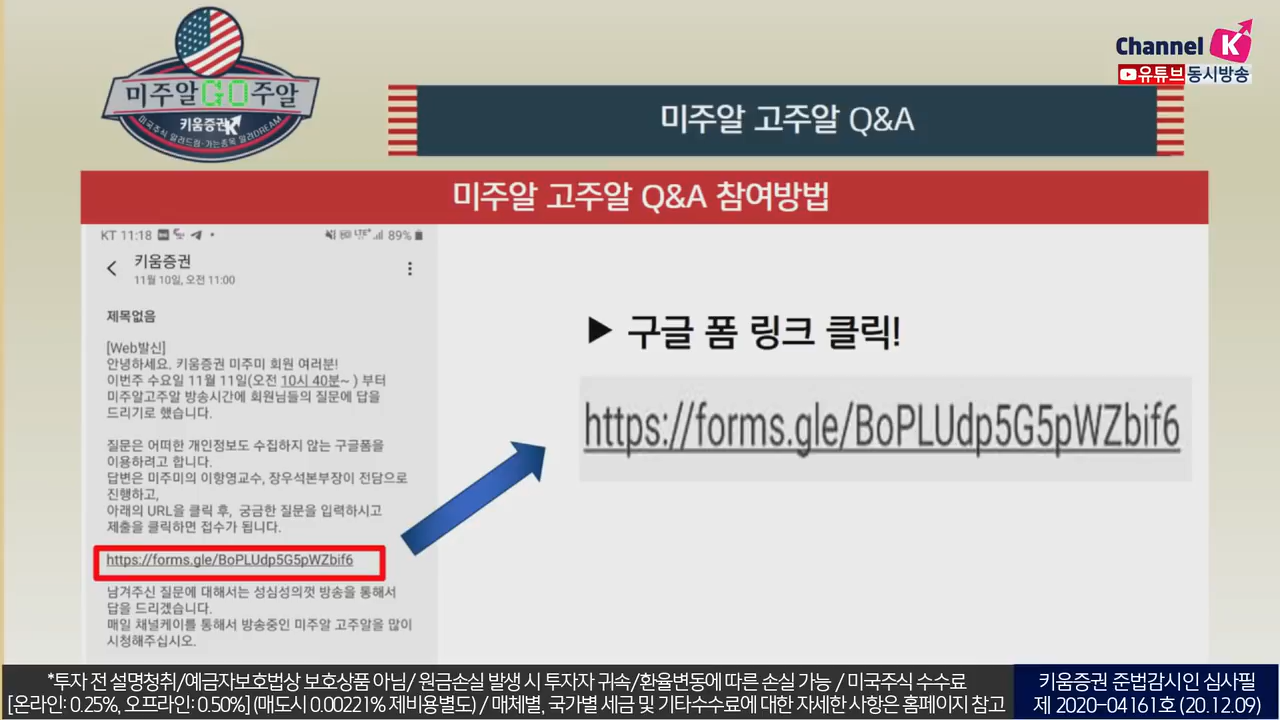 미주알GO주알
키움증권
미국주식 알려드림·가는종목 알려DREAM
Channel K
유튜브동시방송
미주알 고주알 Q&A
미주알 고주알 Q&A 참여방법
KT 11:18
LTE+ 89%
키움증권
11월 10일, 오전 11:00
제목없음
[Web발신]
안녕하세요. 키움증권 미주미 회원 여러분!
이번주 수요일 11월 11일(오전 10시 40분~ ) 부터
미주알고주알 방송시간에 회원님들의 질문에 답을
드리기로 했습니다.
질문은 어떠한 개인정보도 수집하지 않는 구글폼을
이용하려고 합니다.
답변은 미주미의 이항영교수, 장우석본부장이 전담으로
진행하고,
아래의 URL을 클릭 후, 궁금한 질문을 입력하시고
제출을 클릭하면 접수가 됩니다.
https://forms.gle/BoPLUdp5G5pWZbif6
남겨주신 질문에 대해서는 성심성의껏 방송을 통해서
답을 드리겠습니다.
매일 채널케이를 통해서 방송중인 미주알 고주알을 많이
시청해주십시오.
▶ 구글 폼 링크 클릭!
https://forms.gle/BoPLUdp5G5pWZbif6
*투자 전 설명청취/예금자보호법상 보호상품 아님/ 원금손실 발생 시 투자자 귀속/환율변동에 따른 손실 가능 / 미국주식 수수료
[온라인: 0.25%, 오프라인: 0.50%] (매도시 0.00221% 제비용별도) / 매체별, 국가별 세금 및 기타수수료에 대한 자세한 사항은 홈페이지 참고
키움증권 준법감시인 심사필
제 2020-04161호 (20.12.09)